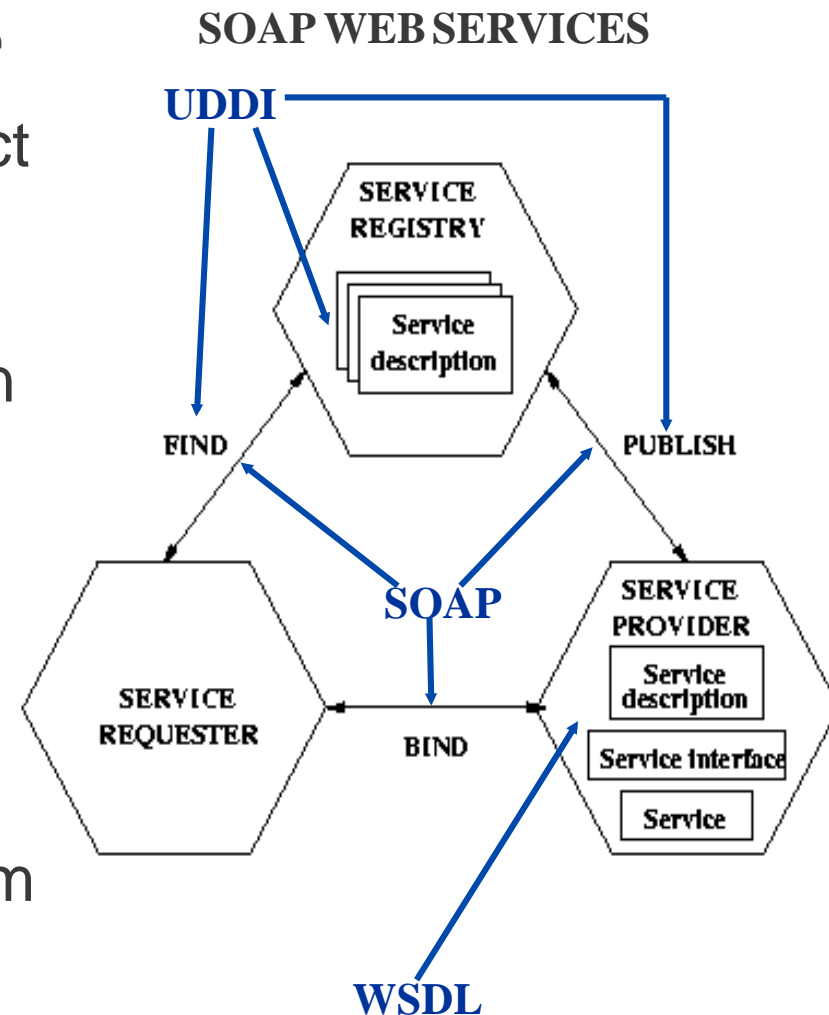 SOAP WEB SERVICES
UDDI
ct
SERVICE
REGISTRY
Service
description
n
FIND
PUBLISH
SOAP
SERVICE
PROVIDER
Service
description
SERVICE
REQUESTER
BIND
Service interface
Service
m
WSDL